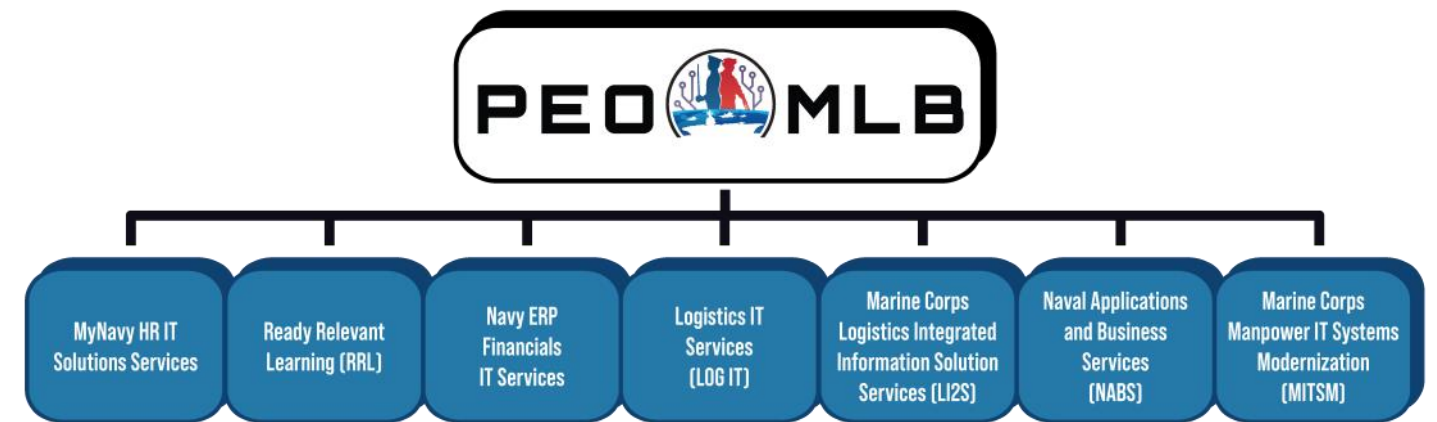 PEO MLB
MyNavy HR IT
Solutions Services
Ready Relevant
Learning (RRL)
Navy ERP
Financials
IT Services
Logistics IT
Services
(LOG IT)
Marine Corps
Logistics Integrated
Information Solution
Services (LI2S)
Naval Applications
and Business
Services
(NABS)
Marine Corps
Manpower IT Systems
Modernization
(MITSM)